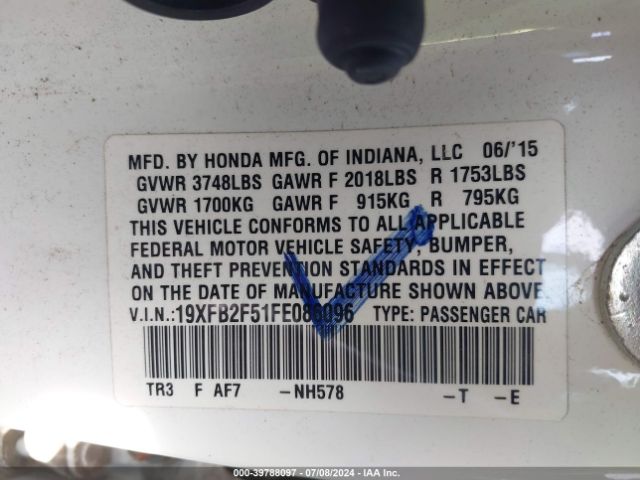 MFD. BY HONDA MFG. OF INDIANA, LLC 06/'15
GVWR 3748LBS GAWR F 2018LBS R 1753LBS
GVWR 1700KG GAWR F 915KG R 795KG
THIS VEHICLE CONFORMS TO ALL APPLICABLE
FEDERAL MOTOR VEHICLE SAFETY, BUMPER,
AND THEFT PREVENTION STANDARDS IN EFFECT
ON THE DATE OF MANUFACTURE SHOWN ABOVE
V.I.N.:19XFB2F51FE086096 TYPE: PASSENGER CAR
TR3 F AF7 –NH578 –T –E
000-39788097 - 07/08/2024 - IAA Inc.